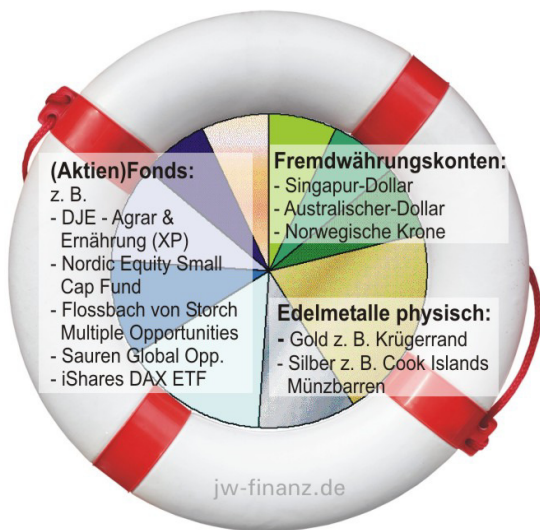 (Aktien)Fonds:
z. B.
- DJE - Agrar &
Ernährung (XP)
- Nordic Equity Small
Cap Fund
- Flossbach von Storch
Multiple Opportunities
- Sauren Global Opp.
- iShares DAX ETF
Fremdwährungskonten:
- Singapur-Dollar
- Australischer-Dollar
- Norwegische Krone
Edelmetalle physisch:
- Gold z. B. Krügerrand
- Silber z. B. Cook Islands
Münzbarren
jw-finanz.de